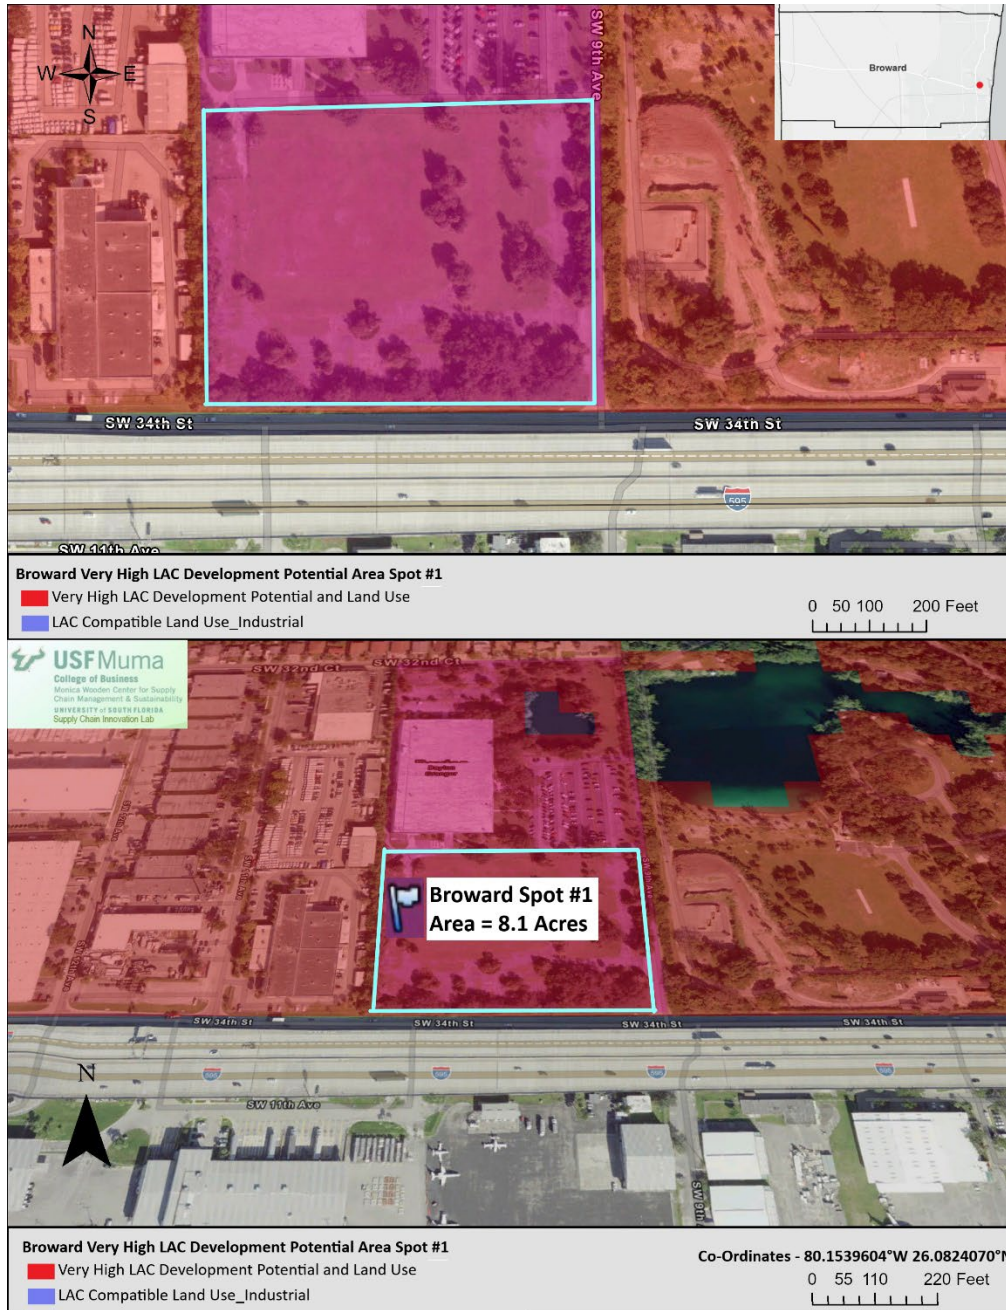 N
W E
S
SW 9th Ave
Broward
SW 34th St
SW 34th St
595
SW 11th Ave
Broward Very High LAC Development Potential Area Spot #1
Very High LAC Development Potential and Land Use
LAC Compatible Land Use_Industrial
0 50 100 200 Feet
USF Muma
College of Business
Monica Wooden Center for Supply
Chain Management & Sustainability
UNIVERSITY of SOUTH FLORIDA
Supply Chain Innovation Lab
SW 32nd Ct
SW 32nd Ct
Broward Spot #1
Area = 8.1 Acres
SW 34th St
SW 34th St
SW 34th St
SW 34th St
595
595
595
595
N
SW 11th Ave
SW 9th
Broward Very High LAC Development Potential Area Spot #1
Very High LAC Development Potential and Land Use
LAC Compatible Land Use_Industrial
Co-Ordinates - 80.1539604°W 26.0824070°N
0 55 110 220 Feet